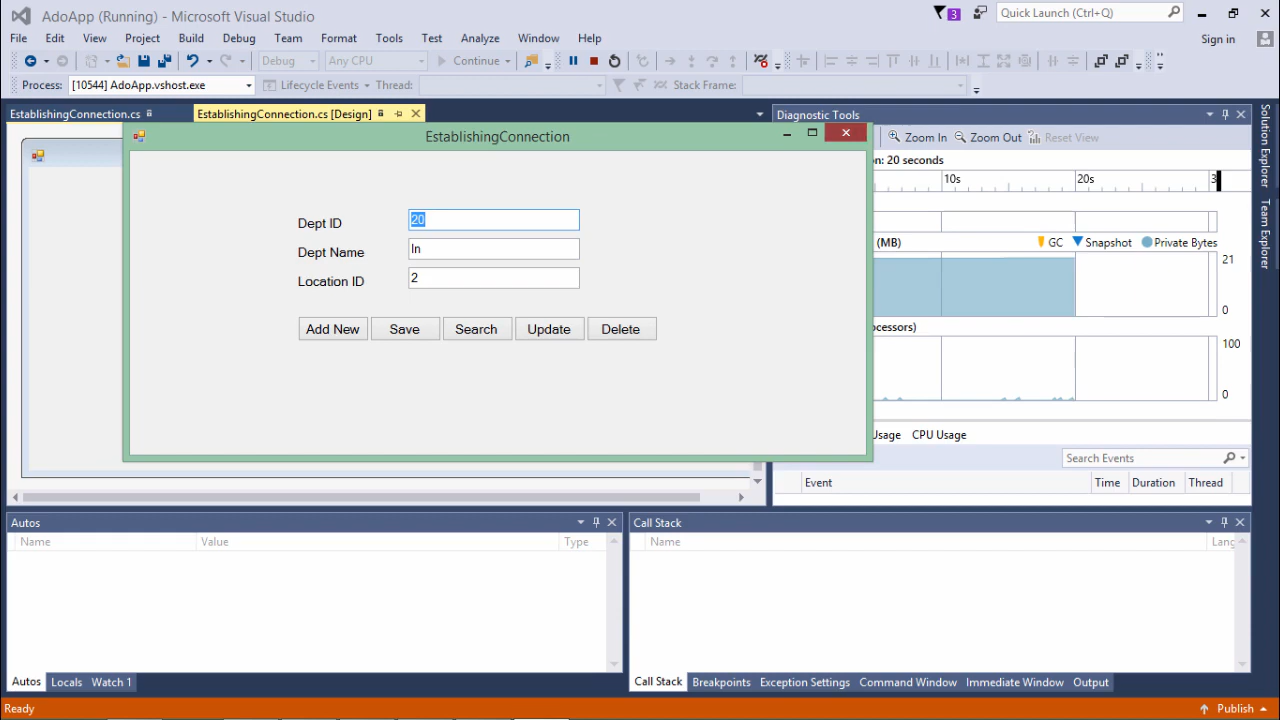 AdoApp (Running) - Microsoft Visual Studio
3
Quick Launch (Ctrl+Q)
File Edit View Project Build Debug Team Format Tools Test Analyze Window Help
Sign in
Debug Any CPU Continue
Process: [10544] AdoApp.vshost.exe Lifecycle Events Thread: Stack Frame:
EstablishingConnection.cs EstablishingConnection.cs [Design] Diagnostic Tools
EstablishingConnection
Zoom In Zoom Out Reset View
on: 20 seconds
10s 20s 3
Dept ID 20
Dept Name In
Location ID 2
Add New Save Search Update Delete
(MB) GC Snapshot Private Bytes
21
0
ocessors)
100
0
Usage CPU Usage
Search Events
Event Time Duration Thread
Solution Explorer
Team Explorer
Autos
Name Value Type
Call Stack
Name Lang
Autos Locals Watch 1
Call Stack Breakpoints Exception Settings Command Window Immediate Window Output
Ready
Publish